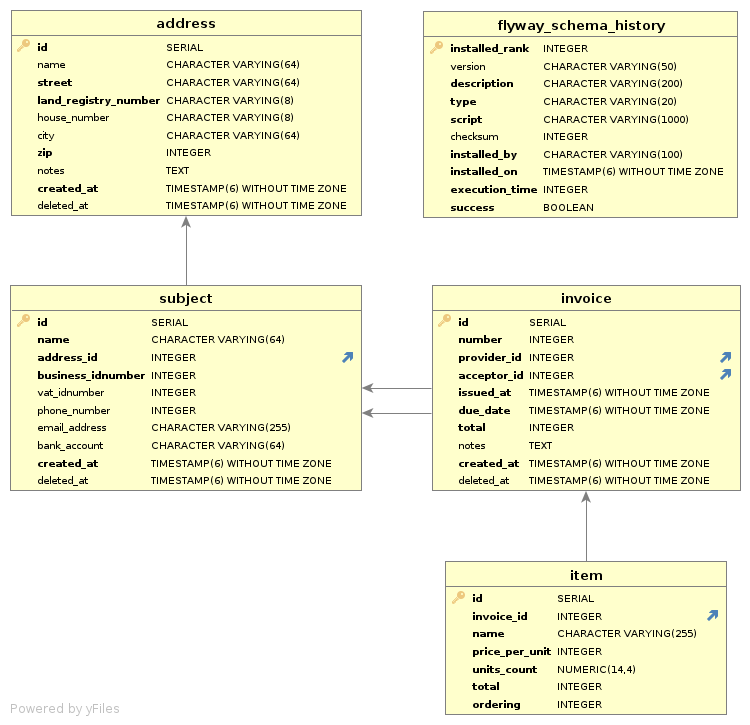 address
id SERIAL
name CHARACTER VARYING(64)
street CHARACTER VARYING(64)
land_registry_number CHARACTER VARYING(8)
house_number CHARACTER VARYING(8)
city CHARACTER VARYING(64)
zip INTEGER
notes TEXT
created_at TIMESTAMP(6) WITHOUT TIME ZONE
deleted_at TIMESTAMP(6) WITHOUT TIME ZONE
flyway_schema_history
installed_rank INTEGER
version CHARACTER VARYING(50)
description CHARACTER VARYING(200)
type CHARACTER VARYING(20)
script CHARACTER VARYING(1000)
checksum INTEGER
installed_by CHARACTER VARYING(100)
installed_on TIMESTAMP(6) WITHOUT TIME ZONE
execution_time INTEGER
success BOOLEAN
subject
id SERIAL
name CHARACTER VARYING(64)
address_id INTEGER
business_idnumber INTEGER
vat_idnumber INTEGER
phone_number INTEGER
email_address CHARACTER VARYING(255)
bank_account CHARACTER VARYING(64)
created_at TIMESTAMP(6) WITHOUT TIME ZONE
deleted_at TIMESTAMP(6) WITHOUT TIME ZONE
invoice
id SERIAL
number INTEGER
provider_id INTEGER
acceptor_id INTEGER
issued_at TIMESTAMP(6) WITHOUT TIME ZONE
due_date TIMESTAMP(6) WITHOUT TIME ZONE
total INTEGER
notes TEXT
created_at TIMESTAMP(6) WITHOUT TIME ZONE
deleted_at TIMESTAMP(6) WITHOUT TIME ZONE
item
id SERIAL
invoice_id INTEGER
name CHARACTER VARYING(255)
price_per_unit INTEGER
units_count NUMERIC(14,4)
total INTEGER
ordering INTEGER
Powered by yFiles